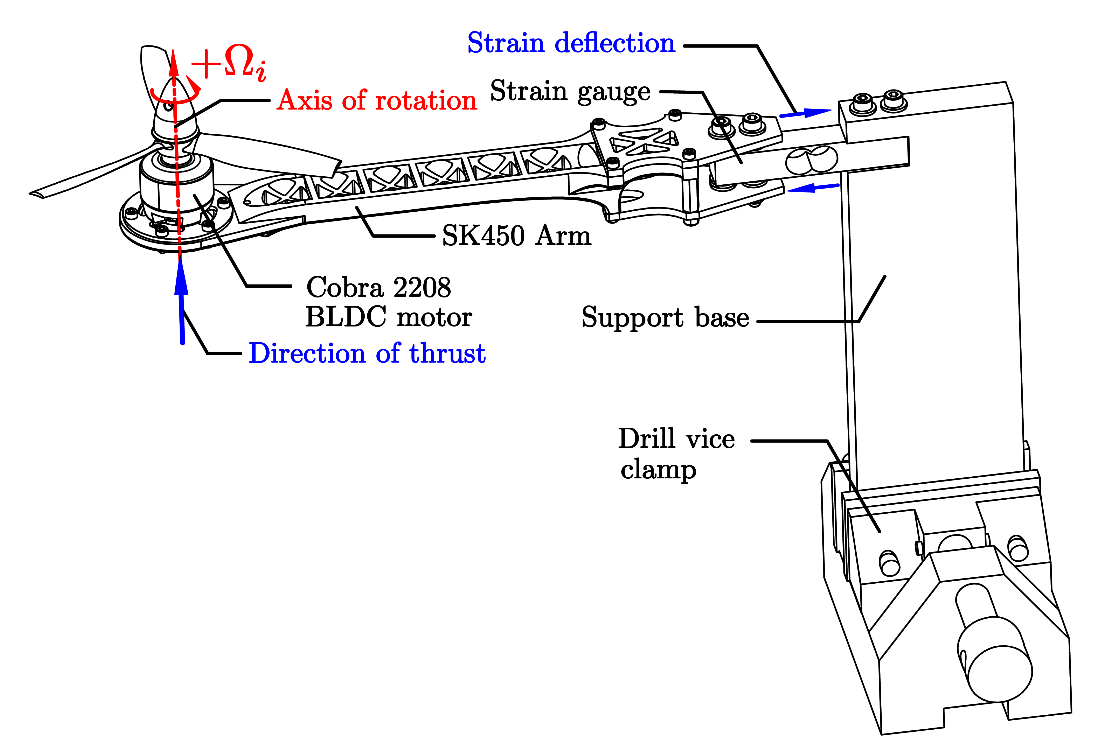 Strain deflection
+Ωi
Axis of rotation
Strain gauge
SK450 Arm
Cobra 2208
BLDC motor
Support base
Direction of thrust
Drill vice
clamp